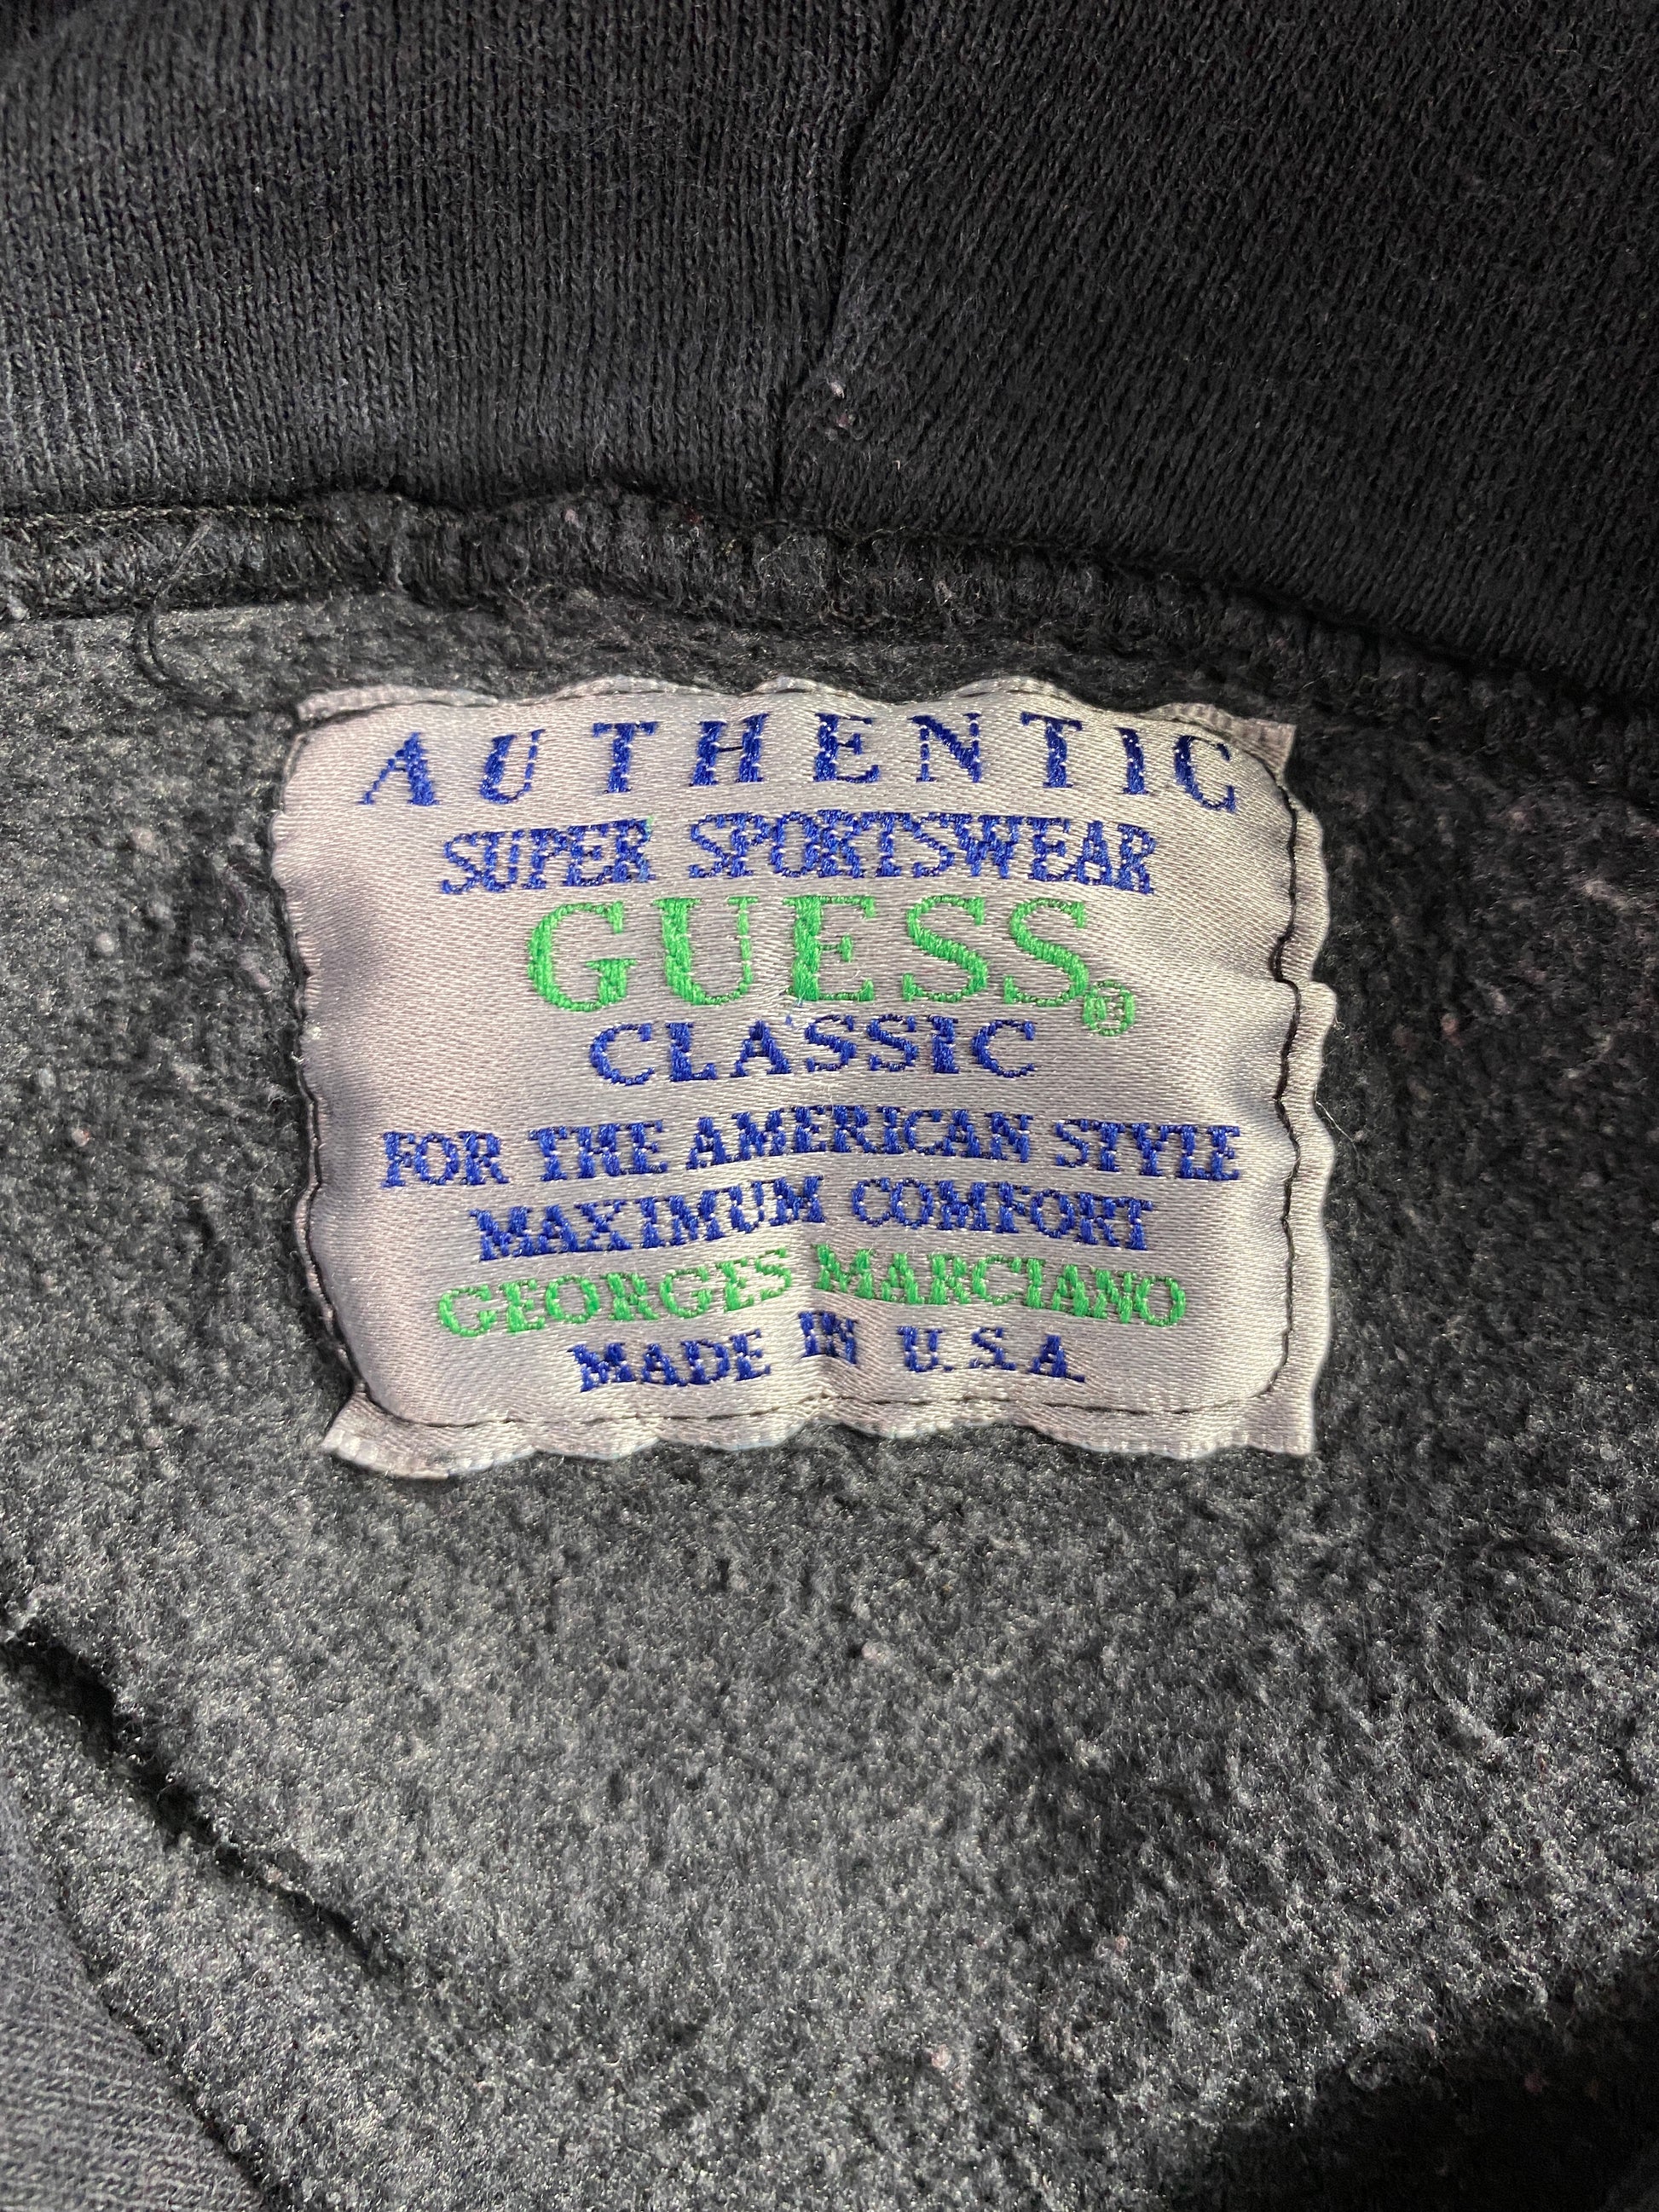 AUTHENTIC
SUPER SPORTSWEAR
GUESS®
CLASSIC
FOR THE AMERICAN STYLE
MAXIMUM COMFORT
GEORGES MARCIANO
MADE IN U.S.A.